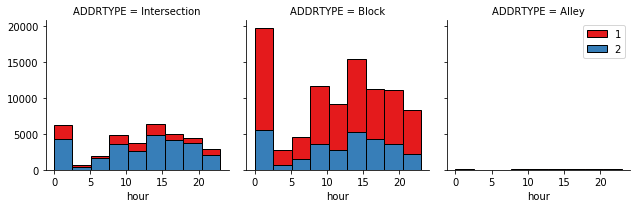 ADDRTYPE = Intersection
ADDRTYPE = Block
ADDRTYPE = Alley
20000
15000
10000
5000
0
1
2
0 5 10 15 20
0 5 10 15 20
0 5 10 15 20
hour
hour
hour